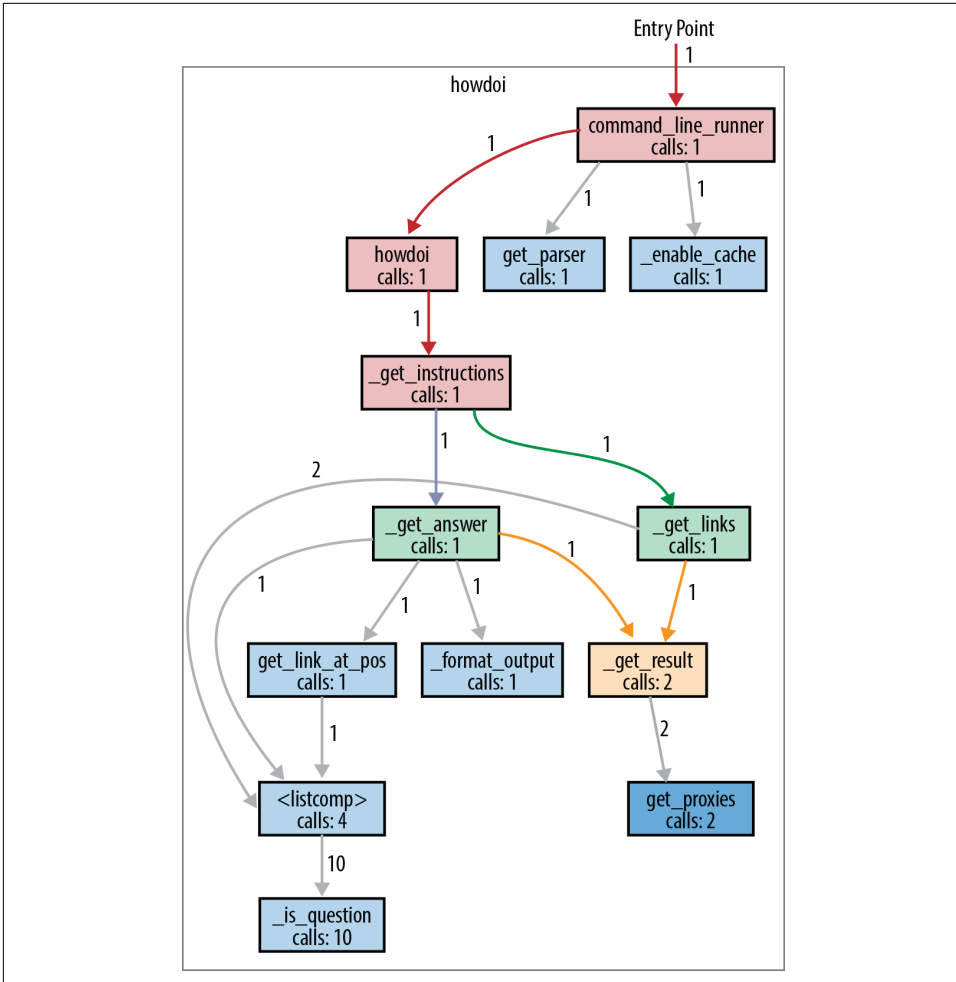 Entry Point
1
howdoi
command_line_runner
calls: 1
1
1
1
howdoi
calls: 1
get_parser
calls: 1
_enable_cache
calls: 1
1
_get_instructions
calls: 1
1
1
2
_get_answer
calls: 1
_get_links
calls: 1
1
1
1
1
1
get_link_at_pos
calls: 1
_format_output
calls: 1
_get_result
calls: 2
1
2
<listcomp>
calls: 4
get_proxies
calls: 2
10
_is_question
calls: 10